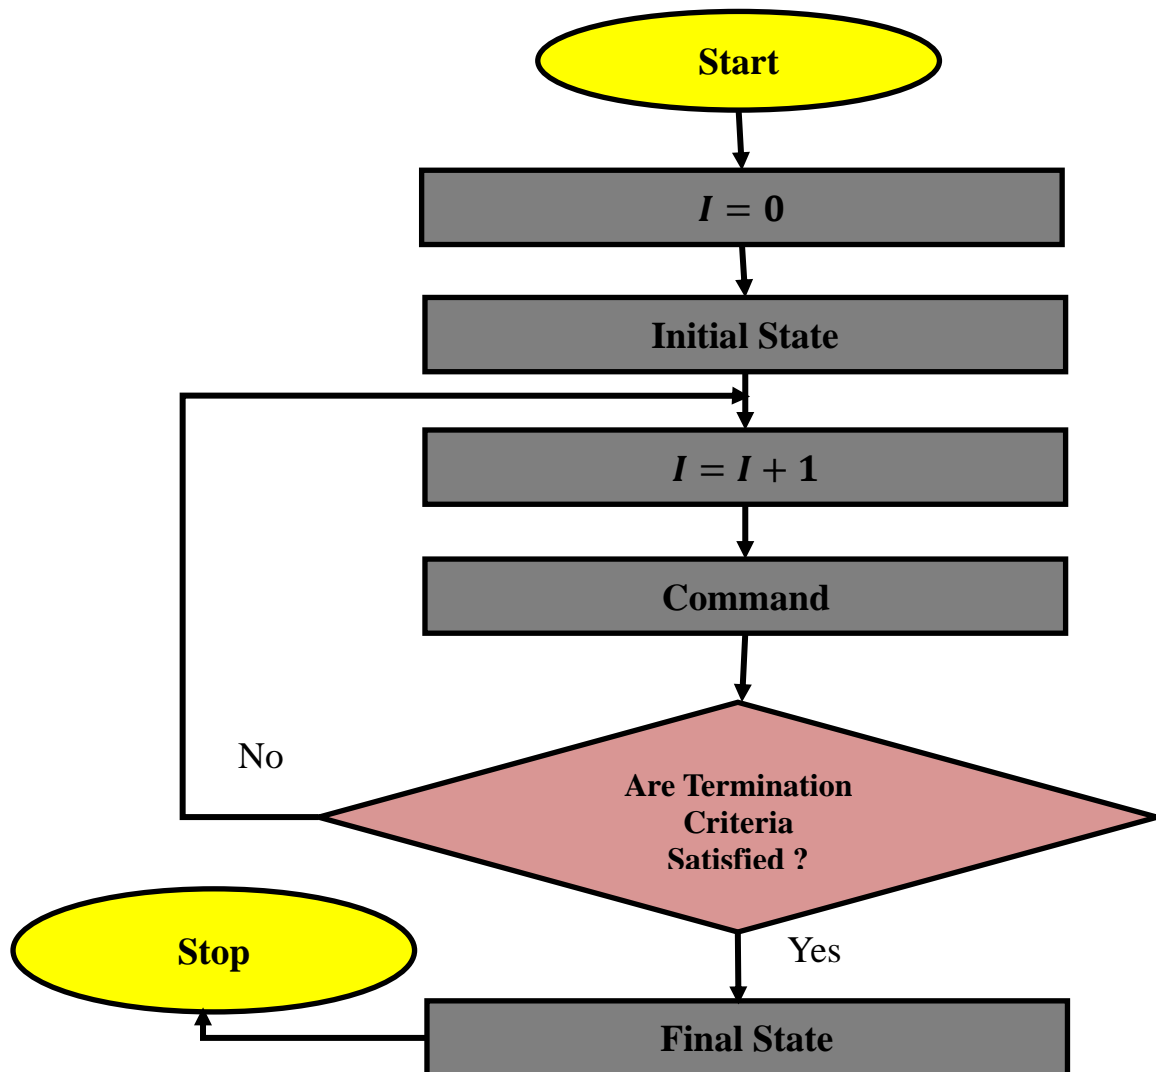 Start
I = 0
Initial State
I = I + 1
Command
No
Are Termination
Criteria
Satisfied ?
Yes
Stop
Final State